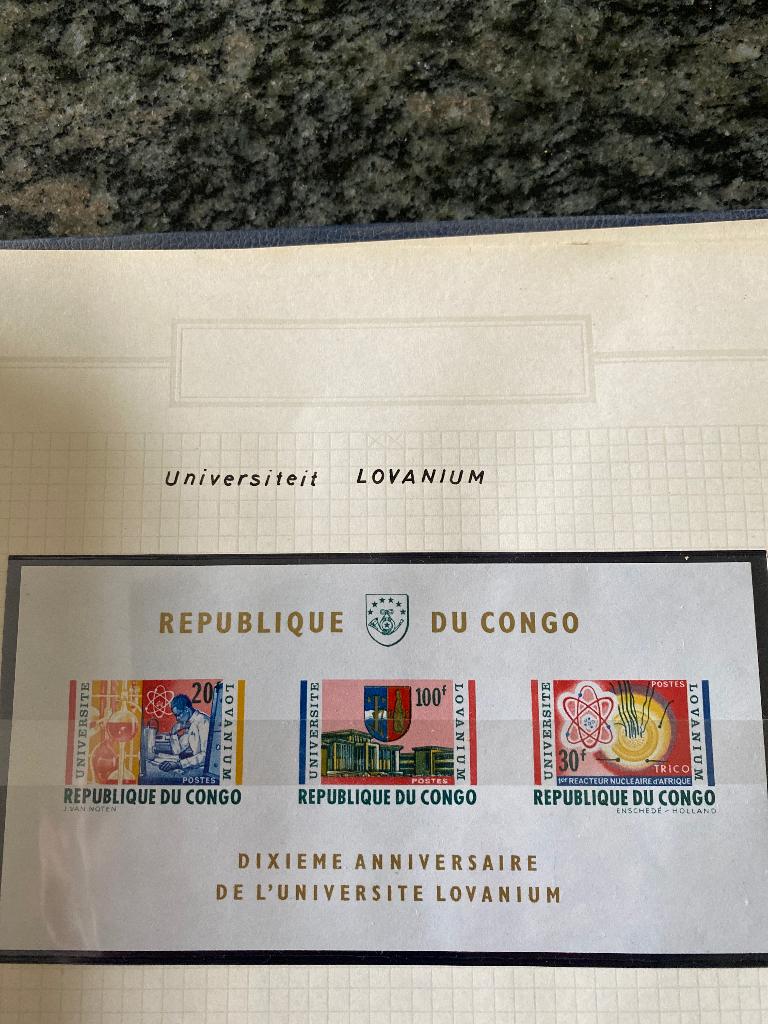 Universiteit LOVANIUM
REPUBLIQUE DU CONGO
UNIVERSITE
20f
LOVANIUM
POSTES
REPUBLIQUE DU CONGO
J.VAN NOTEN
UNIVERSITE
100f
LOVANIUM
POSTES
REPUBLIQUE DU CONGO
UNIVERSITE
POSTES
LOVANIUM
30f
TRICO
1er REACTEUR NUCLEAIRE d'AFRIQUE
REPUBLIQUE DU CONGO
ENSCHEDÉ - HOLLAND
DIXIEME ANNIVERSAIRE
DE L'UNIVERSITE LOVANIUM